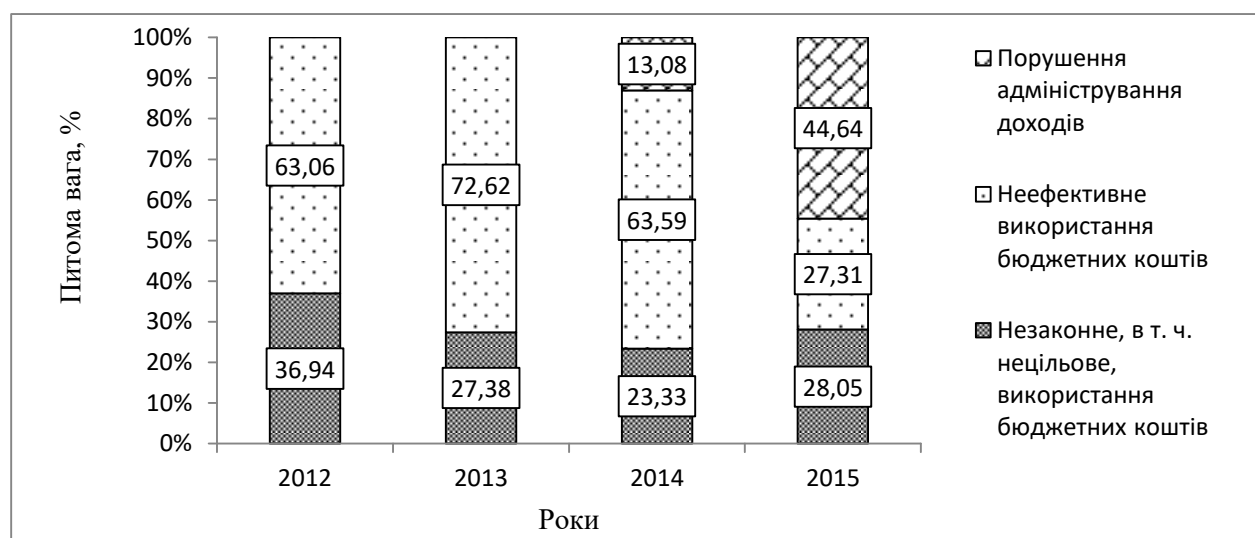 Питома вага, %
100%
90%
80%
70%
60%
50%
40%
30%
20%
10%
0%
63,06
36,94
72,62
27,38
13,08
63,59
23,33
44,64
27,31
28,05
2012
2013
2014
2015
Роки
Порушення
адміністрування
доходів
Неефективне
використання
бюджетних коштів
Незаконне, в т. ч.
нецільове,
використання
бюджетних коштів